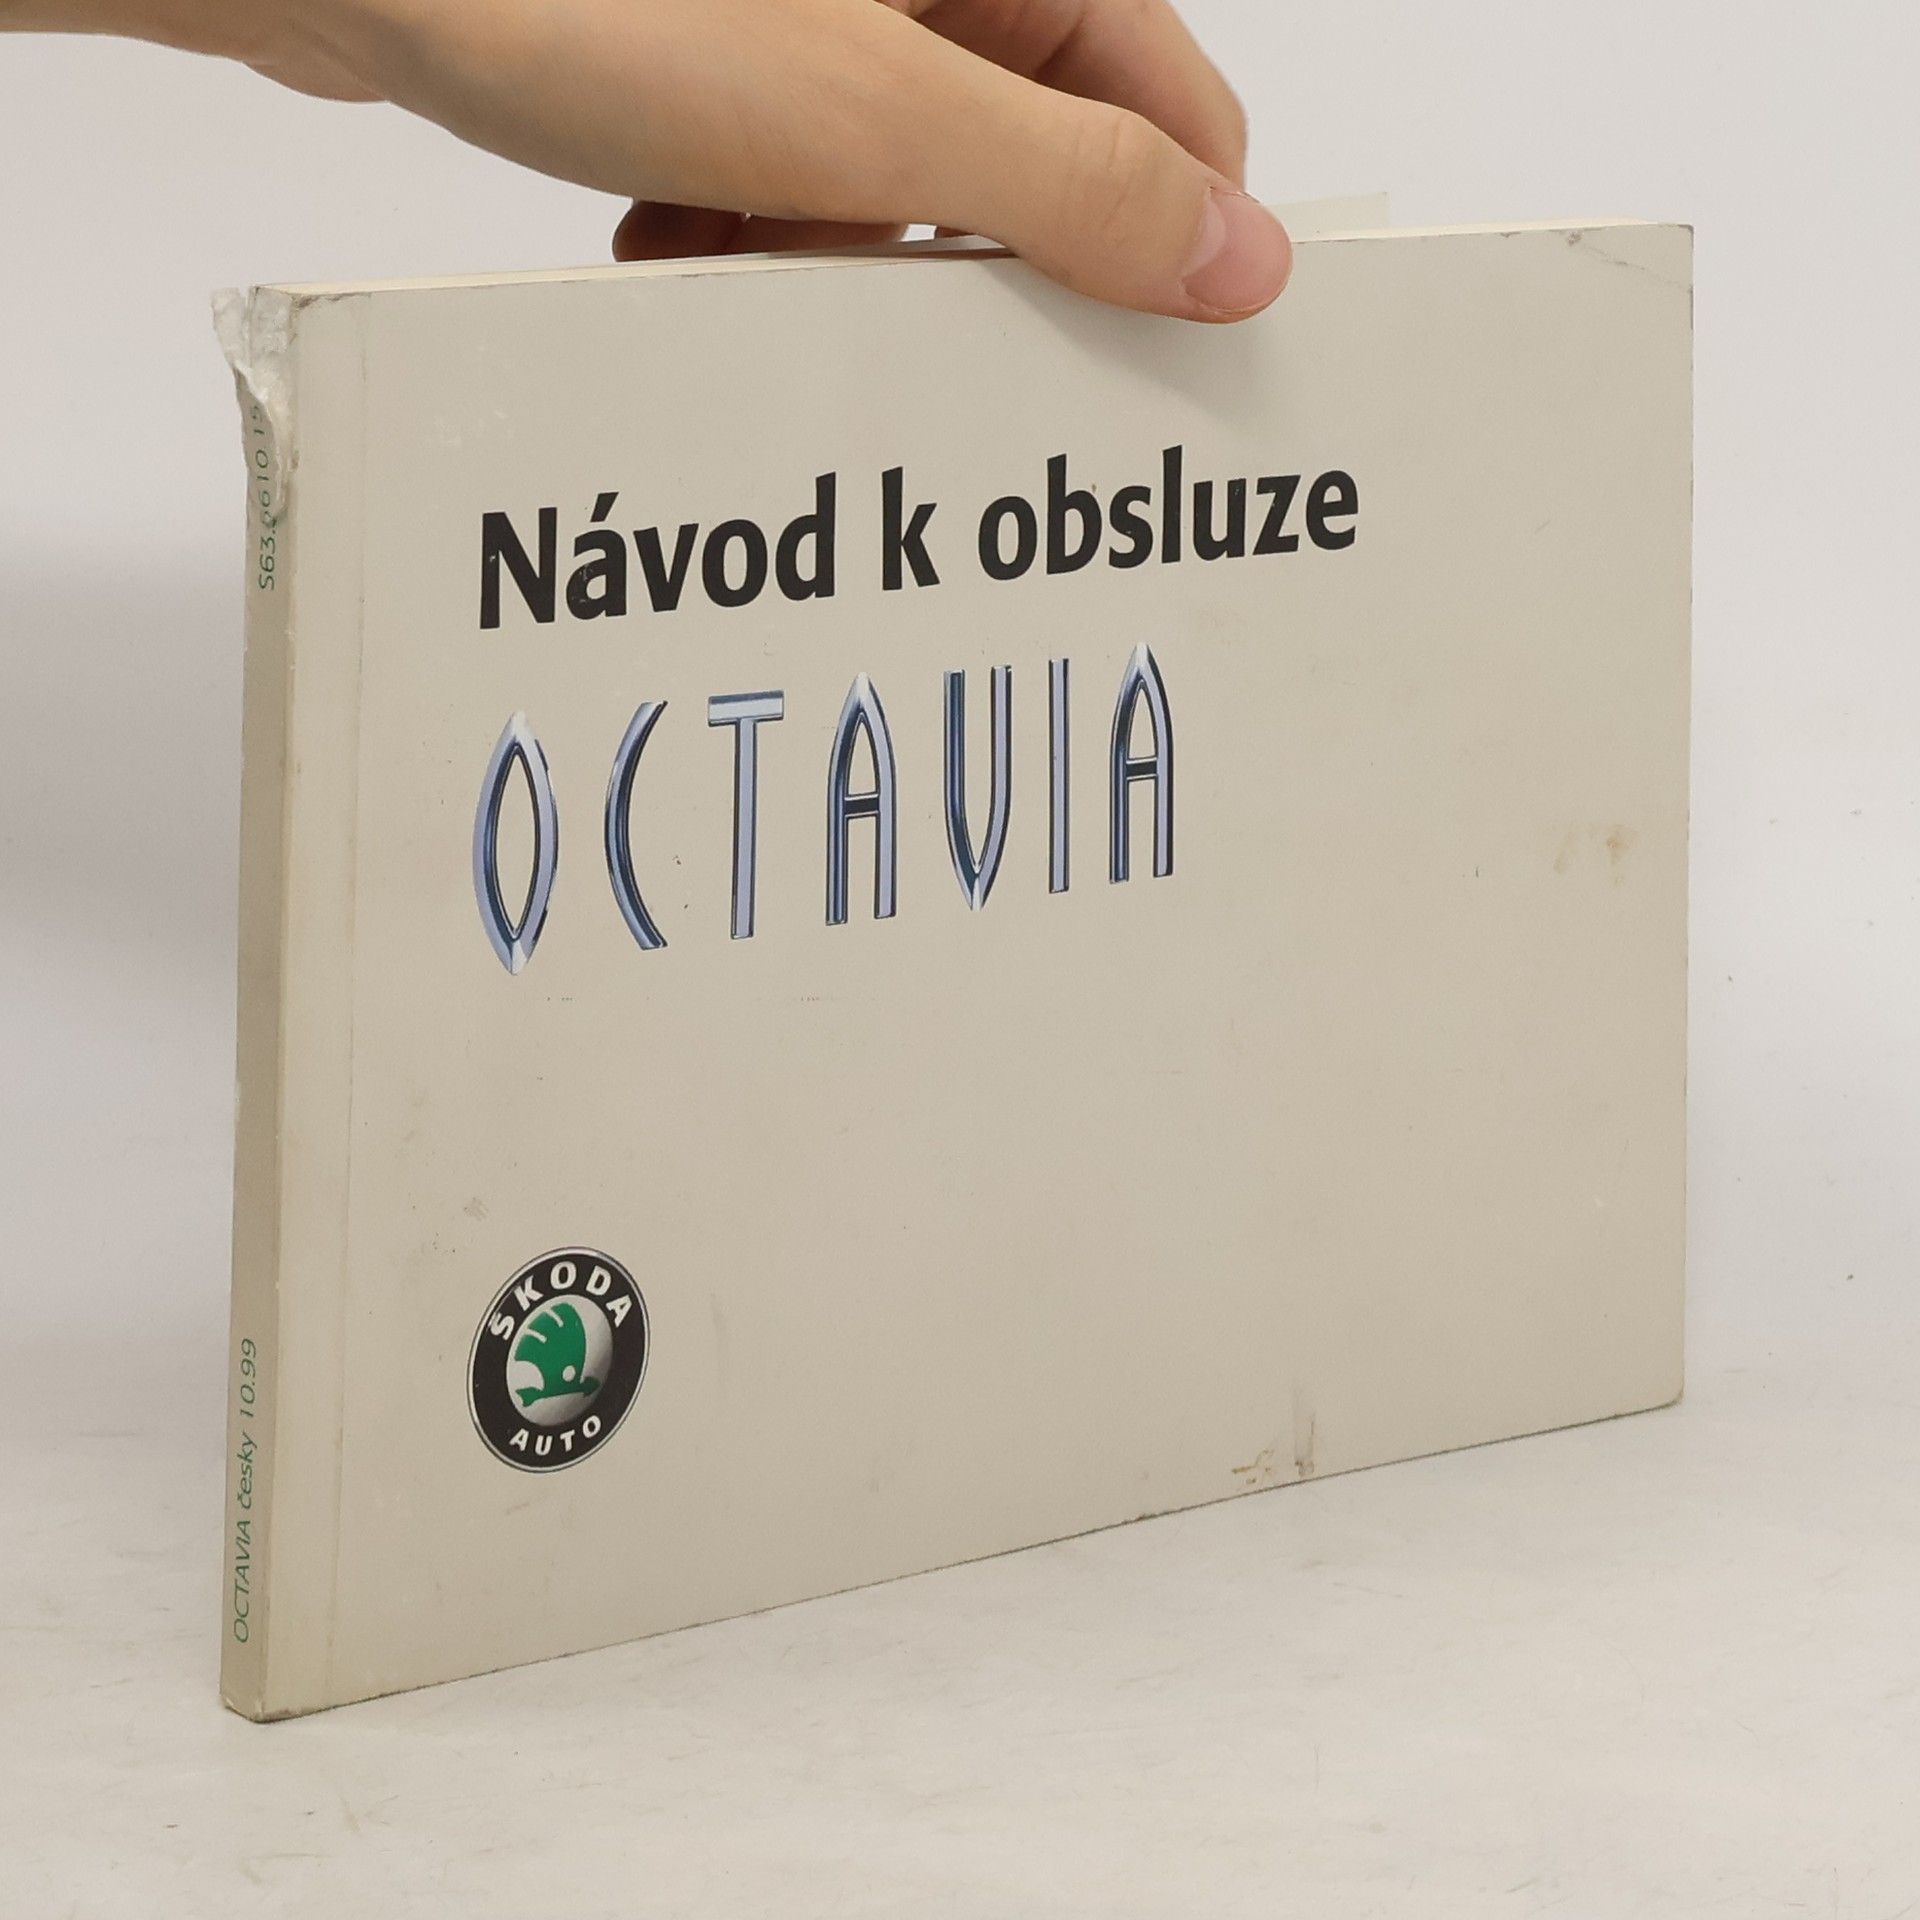 Návod k obsluze
OCTAVIA
ŠKODA
AUTO
OCTAVIA česky 10.99